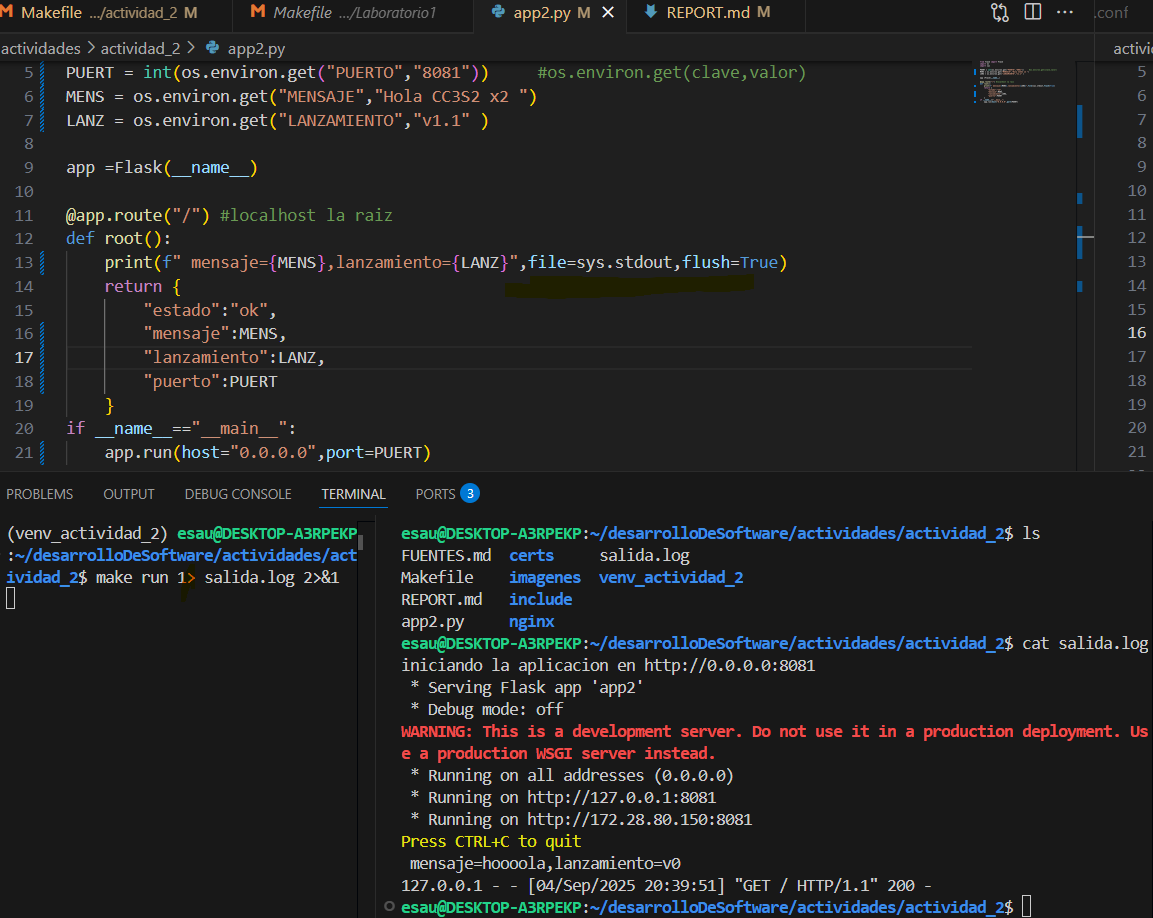 Makefile .../actividad_2 M
Makefile .../Laboratorio1
app2.py M
REPORT.md M
.conf
actividades > actividad_2 > app2.py
activi
5 PUERT = int(os.environ.get("PUERTO","8081")) #os.environ.get(clave,valor)
6 MENS = os.environ.get("MENSAJE","Hola CC3S2 x2 ")
7 LANZ = os.environ.get("LANZAMIENTO","v1.1" )
8
9 app =Flask(__name__)
10
11 @app.route("/") #localhost la raiz
12 def root():
13 print(f" mensaje={MENS},lanzamiento={LANZ}",file=sys.stdout,flush=True)
14 return {
15 "estado":"ok",
16 "mensaje":MENS,
17 "lanzamiento":LANZ,
18 "puerto":PUERT
19 }
20 if __name__=="__main__":
21 app.run(host="0.0.0.0",port=PUERT)
5
6
7
8
9
10
11
12
13
14
15
16
17
18
19
20
21
PROBLEMS OUTPUT DEBUG CONSOLE TERMINAL PORTS 3
(venv_actividad_2) esau@DESKTOP-A3RPEKP
:~/desarrolloDeSoftware/actividades/act
ividad_2$ make run 1> salida.log 2>&1
esau@DESKTOP-A3RPEKP:~/desarrolloDeSoftware/actividades/actividad_2$ ls
FUENTES.md certs salida.log
Makefile imagenes venv_actividad_2
REPORT.md include
app2.py nginx
esau@DESKTOP-A3RPEKP:~/desarrolloDeSoftware/actividades/actividad_2$ cat salida.log
iniciando la aplicacion en http://0.0.0.0:8081
* Serving Flask app 'app2'
* Debug mode: off
WARNING: This is a development server. Do not use it in a production deployment. Us
e a production WSGI server instead.
* Running on all addresses (0.0.0.0)
* Running on http://127.0.0.1:8081
* Running on http://172.28.80.150:8081
Press CTRL+C to quit
mensaje=hoooola,lanzamiento=v0
127.0.0.1 - - [04/Sep/2025 20:39:51] "GET / HTTP/1.1" 200 -
esau@DESKTOP-A3RPEKP:~/desarrolloDeSoftware/actividades/actividad_2$